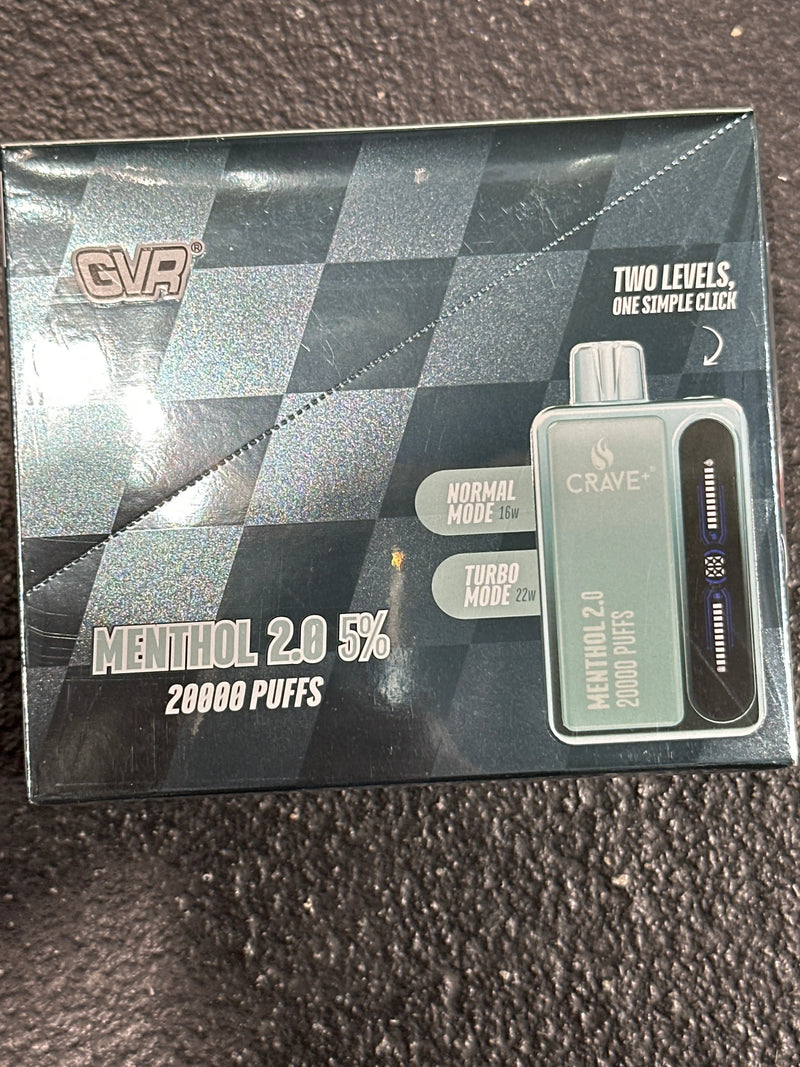 GVR®
TWO LEVELS,
ONE SIMPLE CLICK
CRAVE+®
NORMAL
MODE 16w
TURBO
MODE 22w
MENTHOL 2.0
20000 PUFFS
88
MENTHOL 2.0 5%
20000 PUFFS